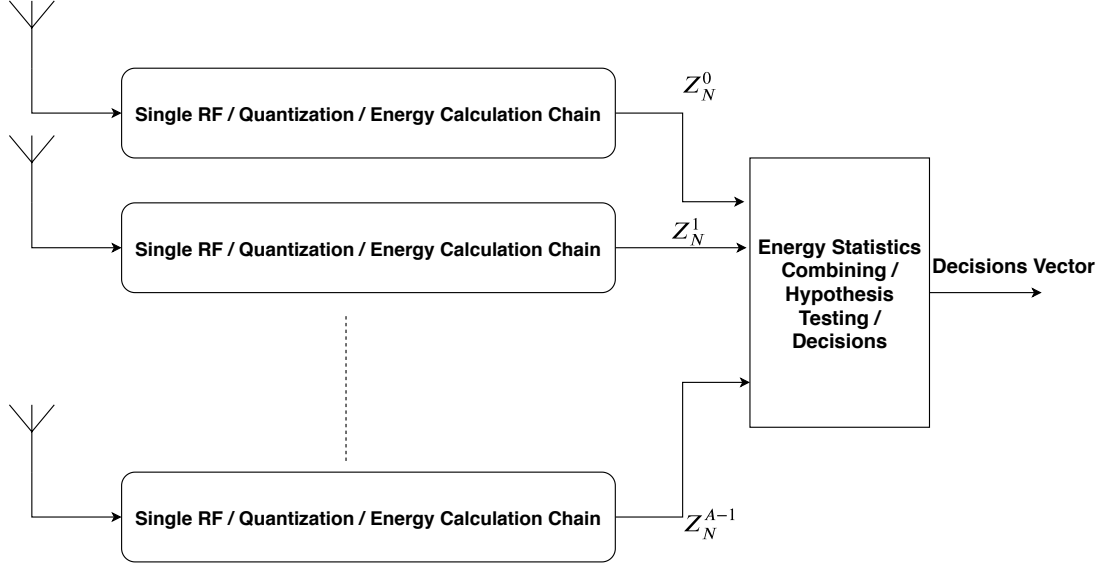 Single RF / Quantization / Energy Calculation Chain
Z_N^0
Single RF / Quantization / Energy Calculation Chain
Z_N^1
Energy Statistics
Combining /
Hypothesis
Testing /
Decisions
Decisions Vector
Single RF / Quantization / Energy Calculation Chain
Z_N^{A-1}